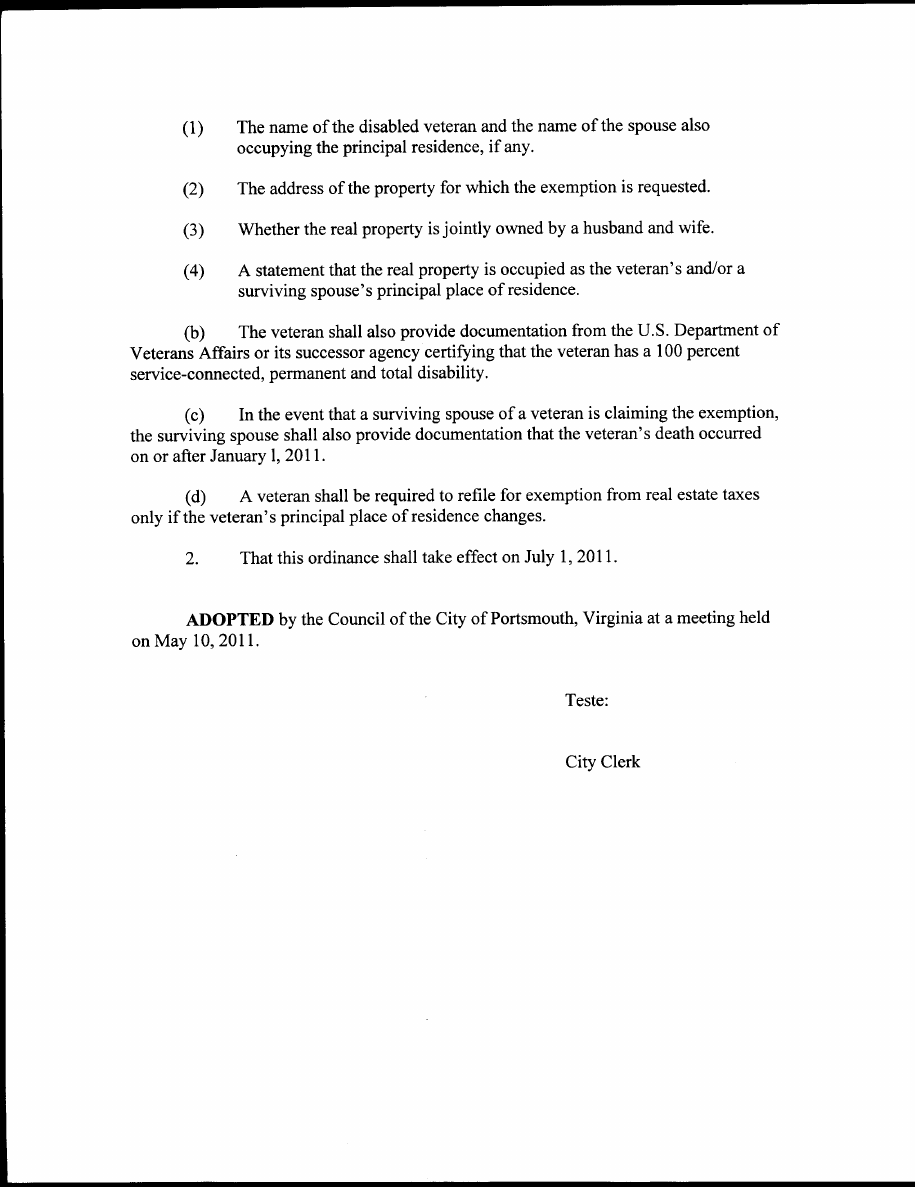 (1) The name of the disabled veteran and the name of the spouse also
occupying the principal residence, if any.
(2) The address of the property for which the exemption is requested.
(3) Whether the real property is jointly owned by a husband and wife.
(4) A statement that the real property is occupied as the veteran's and/or a
surviving spouse's principal place of residence.
(b) The veteran shall also provide documentation from the U.S. Department of
Veterans Affairs or its successor agency certifying that the veteran has a 100 percent
service-connected, permanent and total disability.
(c) In the event that a surviving spouse of a veteran is claiming the exemption,
the surviving spouse shall also provide documentation that the veteran's death occurred
on or after January 1, 2011.
(d) A veteran shall be required to refile for exemption from real estate taxes
only if the veteran's principal place of residence changes.
2. That this ordinance shall take effect on July 1, 2011.
ADOPTED by the Council of the City of Portsmouth, Virginia at a meeting held
on May 10, 2011.
Teste:
City Clerk